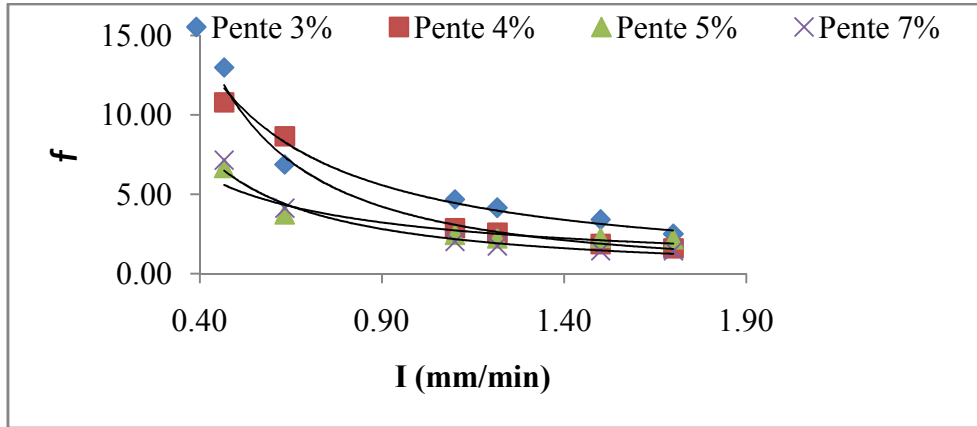 15.00
Pente 3%
Pente 4%
Pente 5%
Pente 7%
10.00
f
5.00
0.00
0.40
0.90
1.40
1.90
I (mm/min)